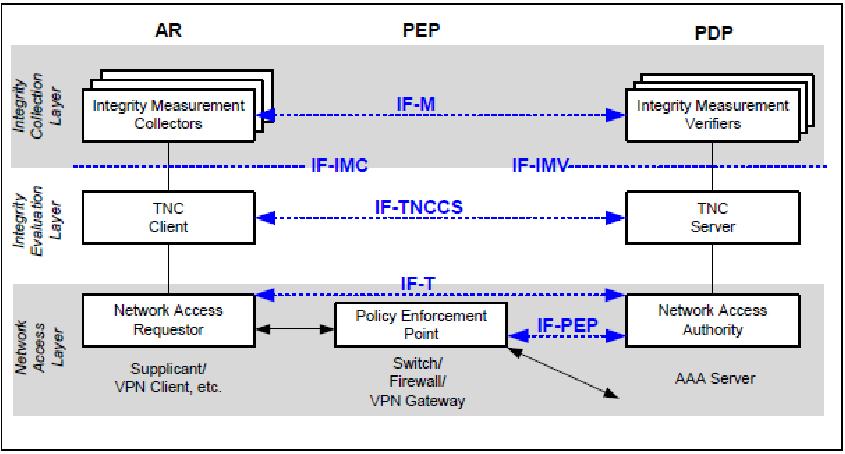 AR PEP PDP
Integrity
Collection
Layer
Integrity Measurement
Collectors
IF-M
Integrity Measurement
Verifiers
IF-IMC IF-IMV
Integrity
Evaluation
Layer
TNC
Client
IF-TNCCS
TNC
Server
Network
Access
Layer
IF-T
Network Access
Requestor
Policy Enforcement
Point
IF-PEP
Network Access
Authority
Supplicant/
VPN Client, etc.
Switch/
Firewall/
VPN Gateway
AAA Server